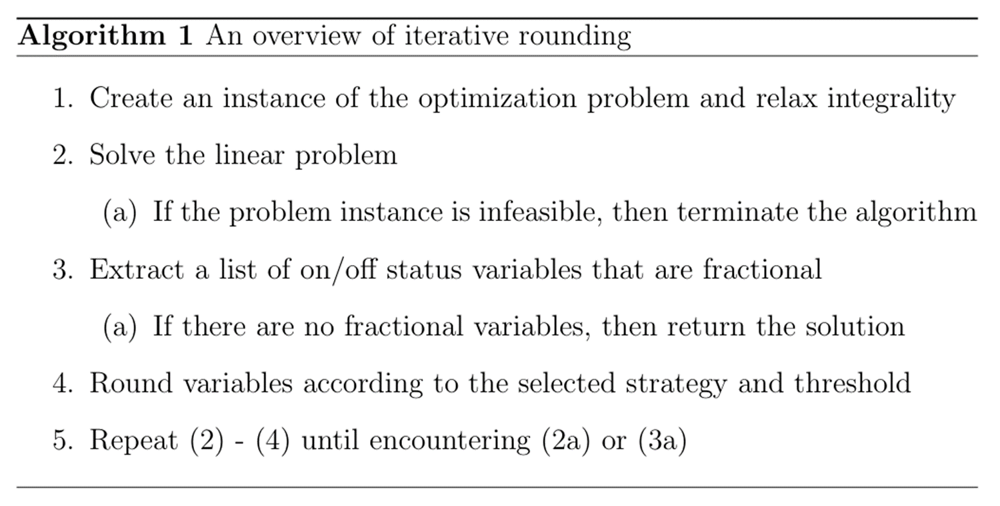 Algorithm 1 An overview of iterative rounding
1. Create an instance of the optimization problem and relax integrality
2. Solve the linear problem
(a) If the problem instance is infeasible, then terminate the algorithm
3. Extract a list of on/off status variables that are fractional
(a) If there are no fractional variables, then return the solution
4. Round variables according to the selected strategy and threshold
5. Repeat (2) - (4) until encountering (2a) or (3a)